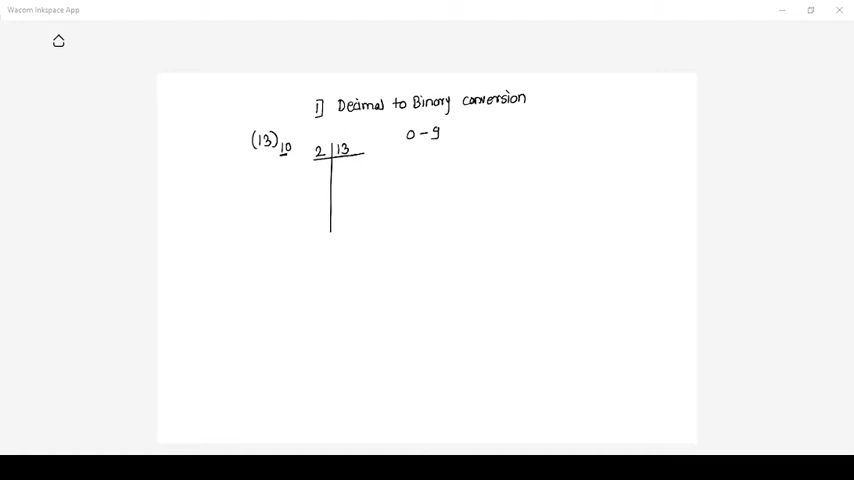 Wacom Inkspace App
1] Decimal to Binary conversion
0 - 9
(13)10 2 | 13